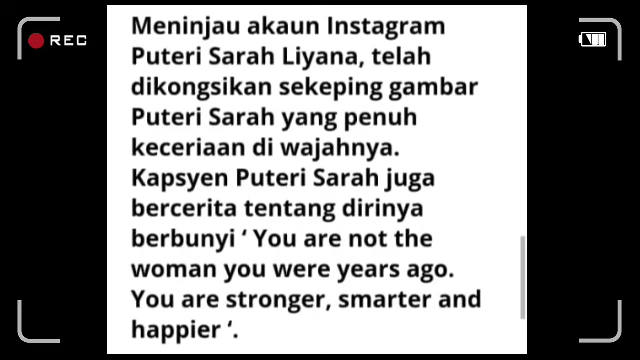 REC
Meninjau akaun Instagram
Puteri Sarah Liyana, telah
dikongsikan sekeping gambar
Puteri Sarah yang penuh
keceriaan di wajahnya.
Kapsyen Puteri Sarah juga
bercerita tentang dirinya
berbunyi ‘ You are not the
woman you were years ago.
You are stronger, smarter and
happier ‘.